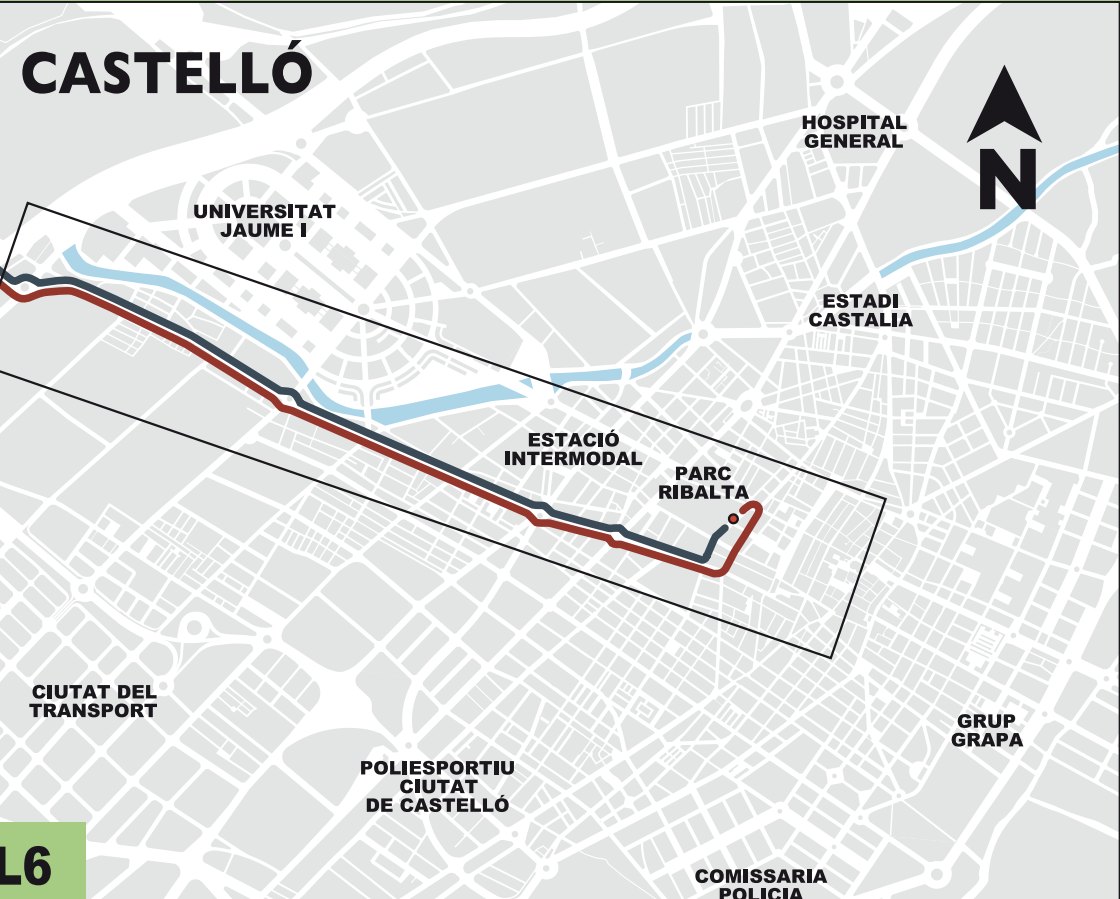 CASTELLÓ
HOSPITAL
GENERAL
N
UNIVERSITAT
JAUME I
ESTADI
CASTALIA
ESTACIÓ
INTERMODAL
PARC
RIBALTA
CIUTAT DEL
TRANSPORT
GRUP
GRAPA
POLIESPORTIU
CIUTAT
DE CASTELLÓ
L6
COMISSARIA
POLICIA